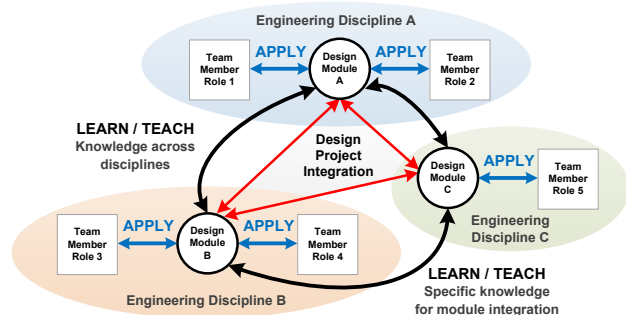 Engineering Discipline A
Team
Member
Role 1
APPLY
Design
Module
A
APPLY
Team
Member
Role 2
LEARN / TEACH
Knowledge across
disciplines
Design
Project
Integration
Design
Module
C
APPLY
Team
Member
Role 5
Engineering
Discipline C
Team
Member
Role 3
APPLY
Design
Module
B
APPLY
Team
Member
Role 4
Engineering Discipline B
LEARN / TEACH
Specific knowledge
for module integration